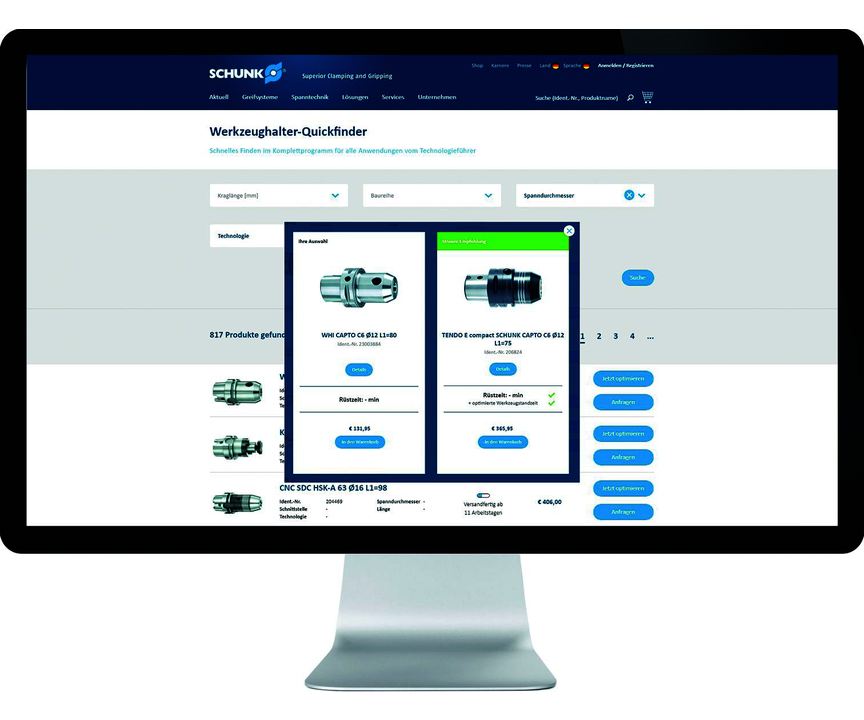 SCHUNK
Superior Clamping and Gripping
Shop Karriere Presse Land Sprache Anmelden / Registrieren
Aktuell Greifsysteme Spanntechnik Lösungen Services Unternehmen
Suche (Ident.-Nr., Produktname)
Werkzeughalter-Quickfinder
Schnelles Finden im Komplettprogramm für alle Anwendungen vom Technologieführer
Kraglänge [mm] Baureihe Spanndurchmesser
Technologie
Suche
817 Produkte gefund
1 2 3 4 ...
Ihre Auswahl
WHI CAPTO C6 Ø12 L1=80
Ident.-Nr. 23003884
Details
Rüstzeit: - min
€ 131,95
In den Warenkorb
TENDO E compact SCHUNK CAPTO C6 Ø12
L1=75
Ident.-Nr. 206824
Details
Rüstzeit: - min
+ optimierte Werkzeugstandzeit
€ 365,95
In den Warenkorb
Jetzt optimieren
Anfragen
Jetzt optimieren
Anfragen
CNC SDC HSK-A 63 Ø16 L1=98
Ident.-Nr. 204469 Spanndurchmesser -
Schnittstelle - Länge -
Technologie -
Versandfertig ab
11 Arbeitstagen
€ 406,00
Jetzt optimieren
Anfragen